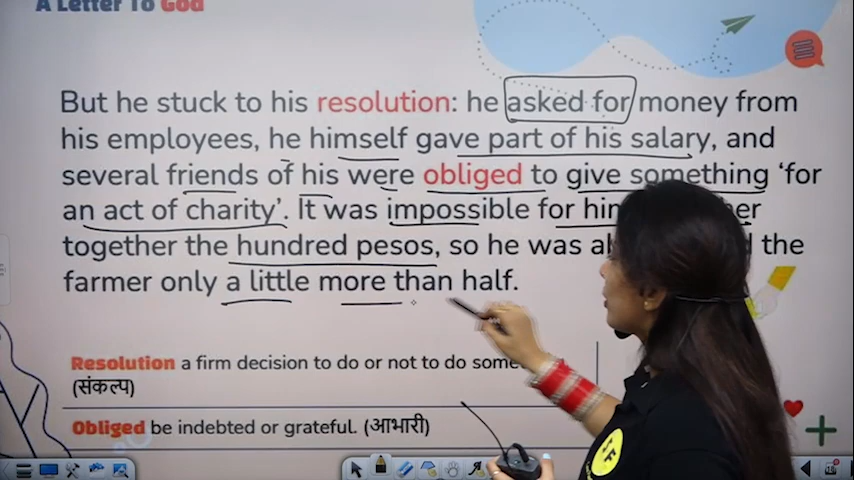 A Letter To God
But he stuck to his resolution: he asked for money from
his employees, he himself gave part of his salary, and
several friends of his were obliged to give something ‘for
an act of charity’. It was impossible for him
together the hundred pesos, so he was the
farmer only a little more than half.
Resolution a firm decision to do or not to do
(संकल्प)
Obliged be indebted or grateful. (आभारी)